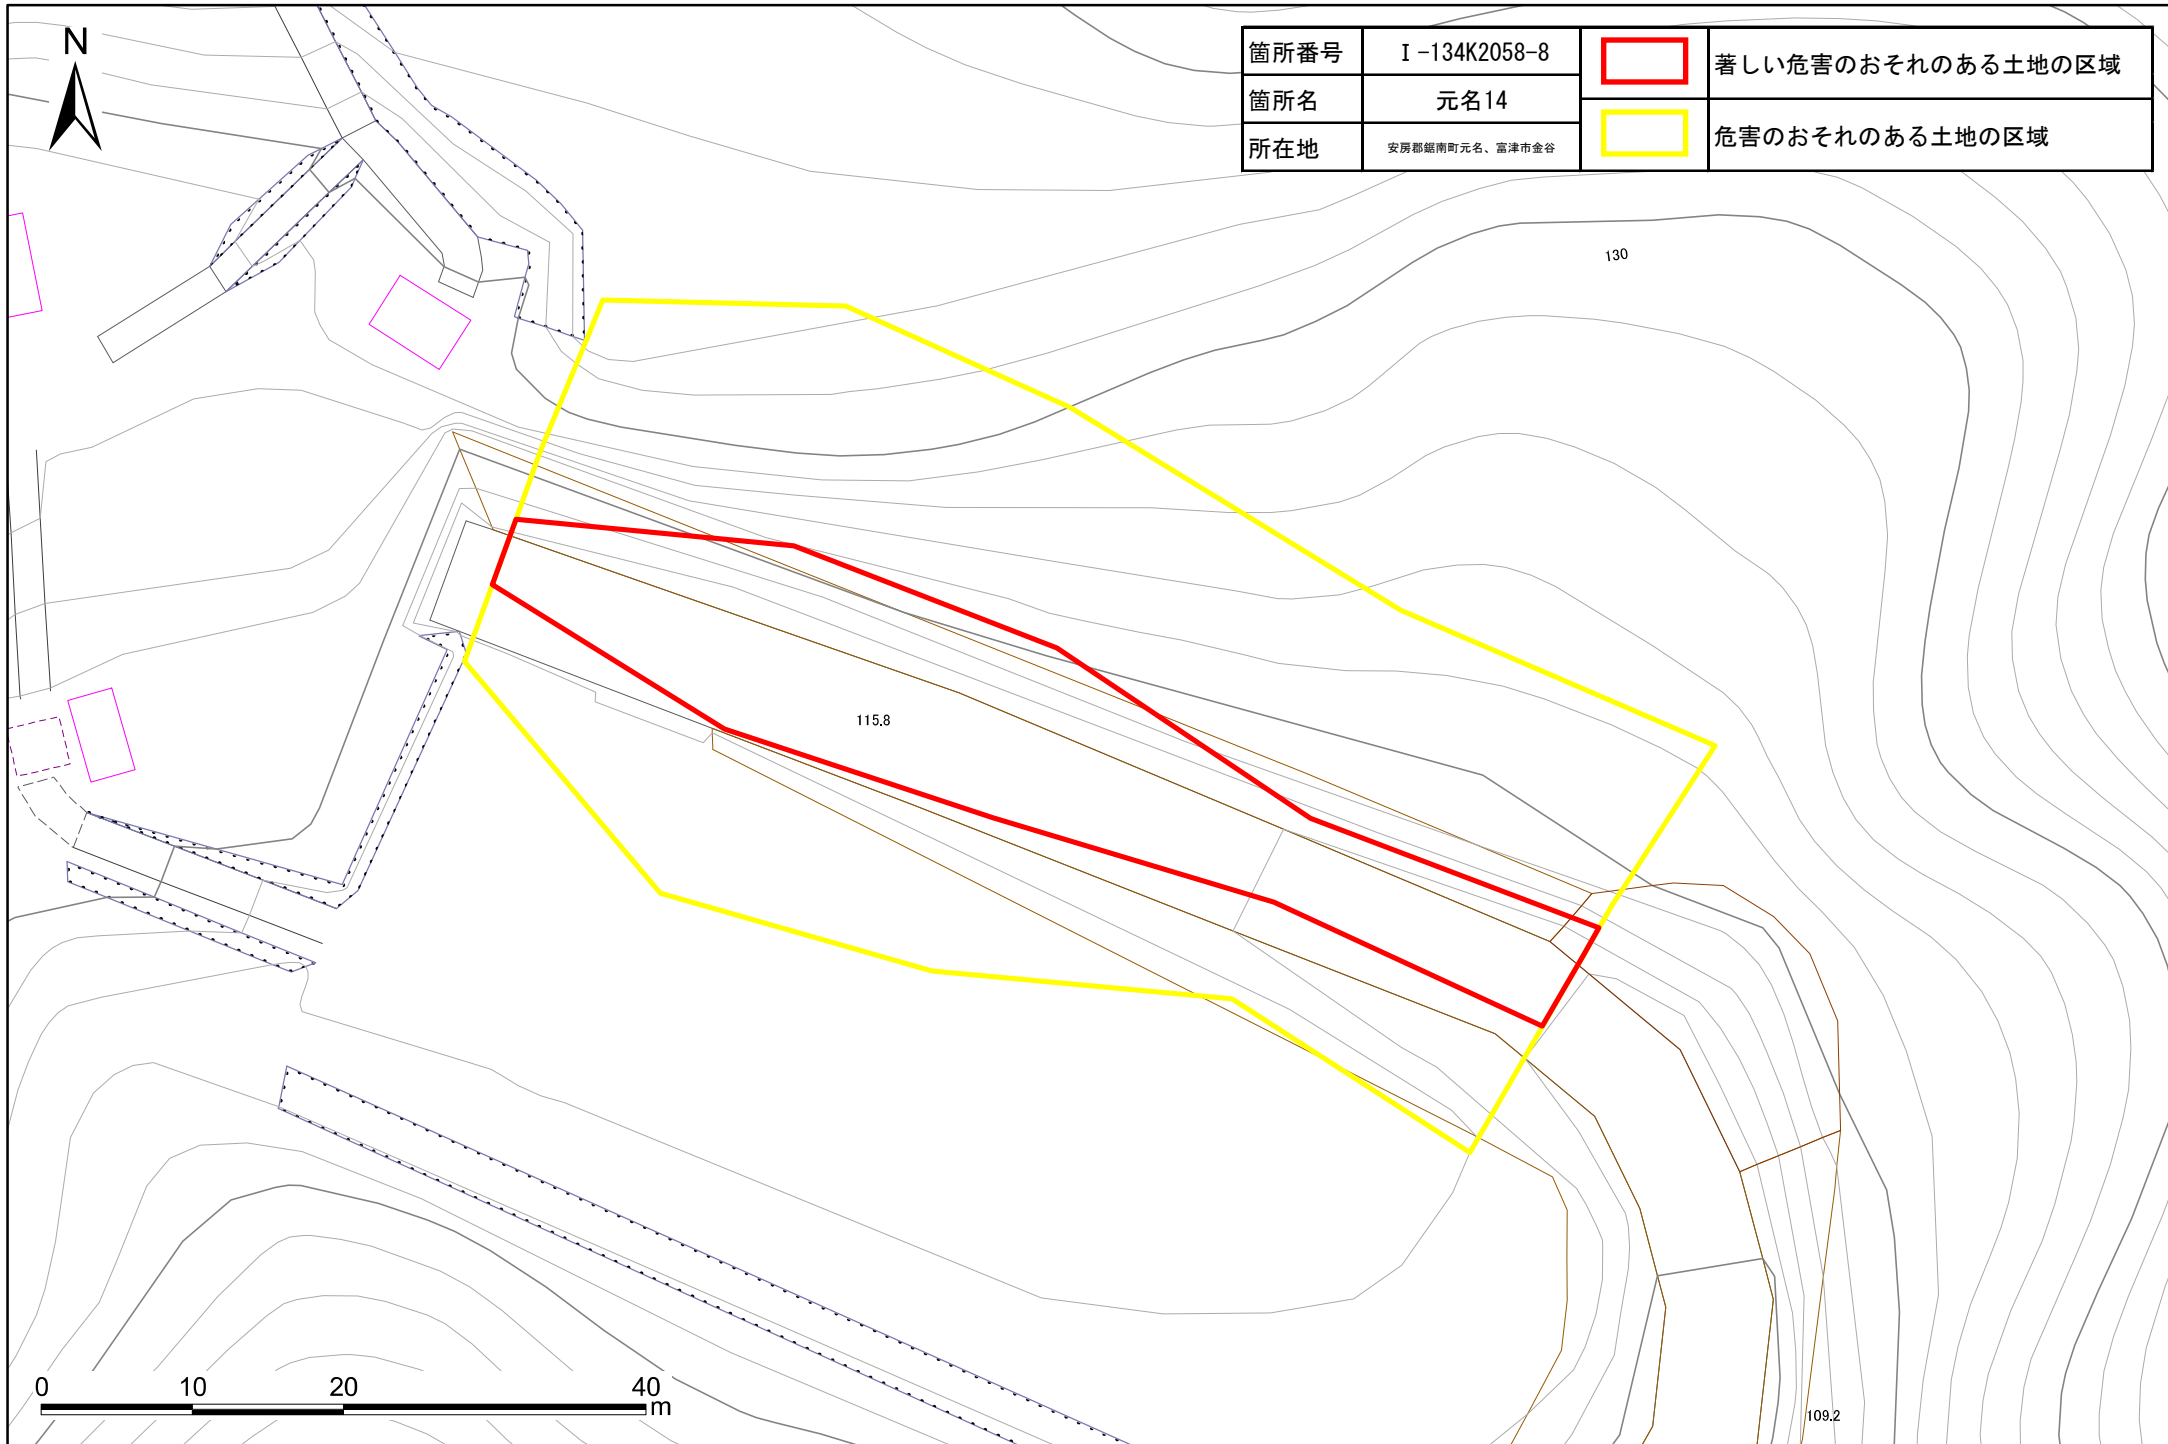 N
箇所番号 Ⅰ-134K2058-8 著しい危害のおそれのある土地の区域
箇所名 元名14
危害のおそれのある土地の区域
所在地 安房郡鋸南町元名、富津市金谷
130
115.8
0 10 20 40
m
109.2